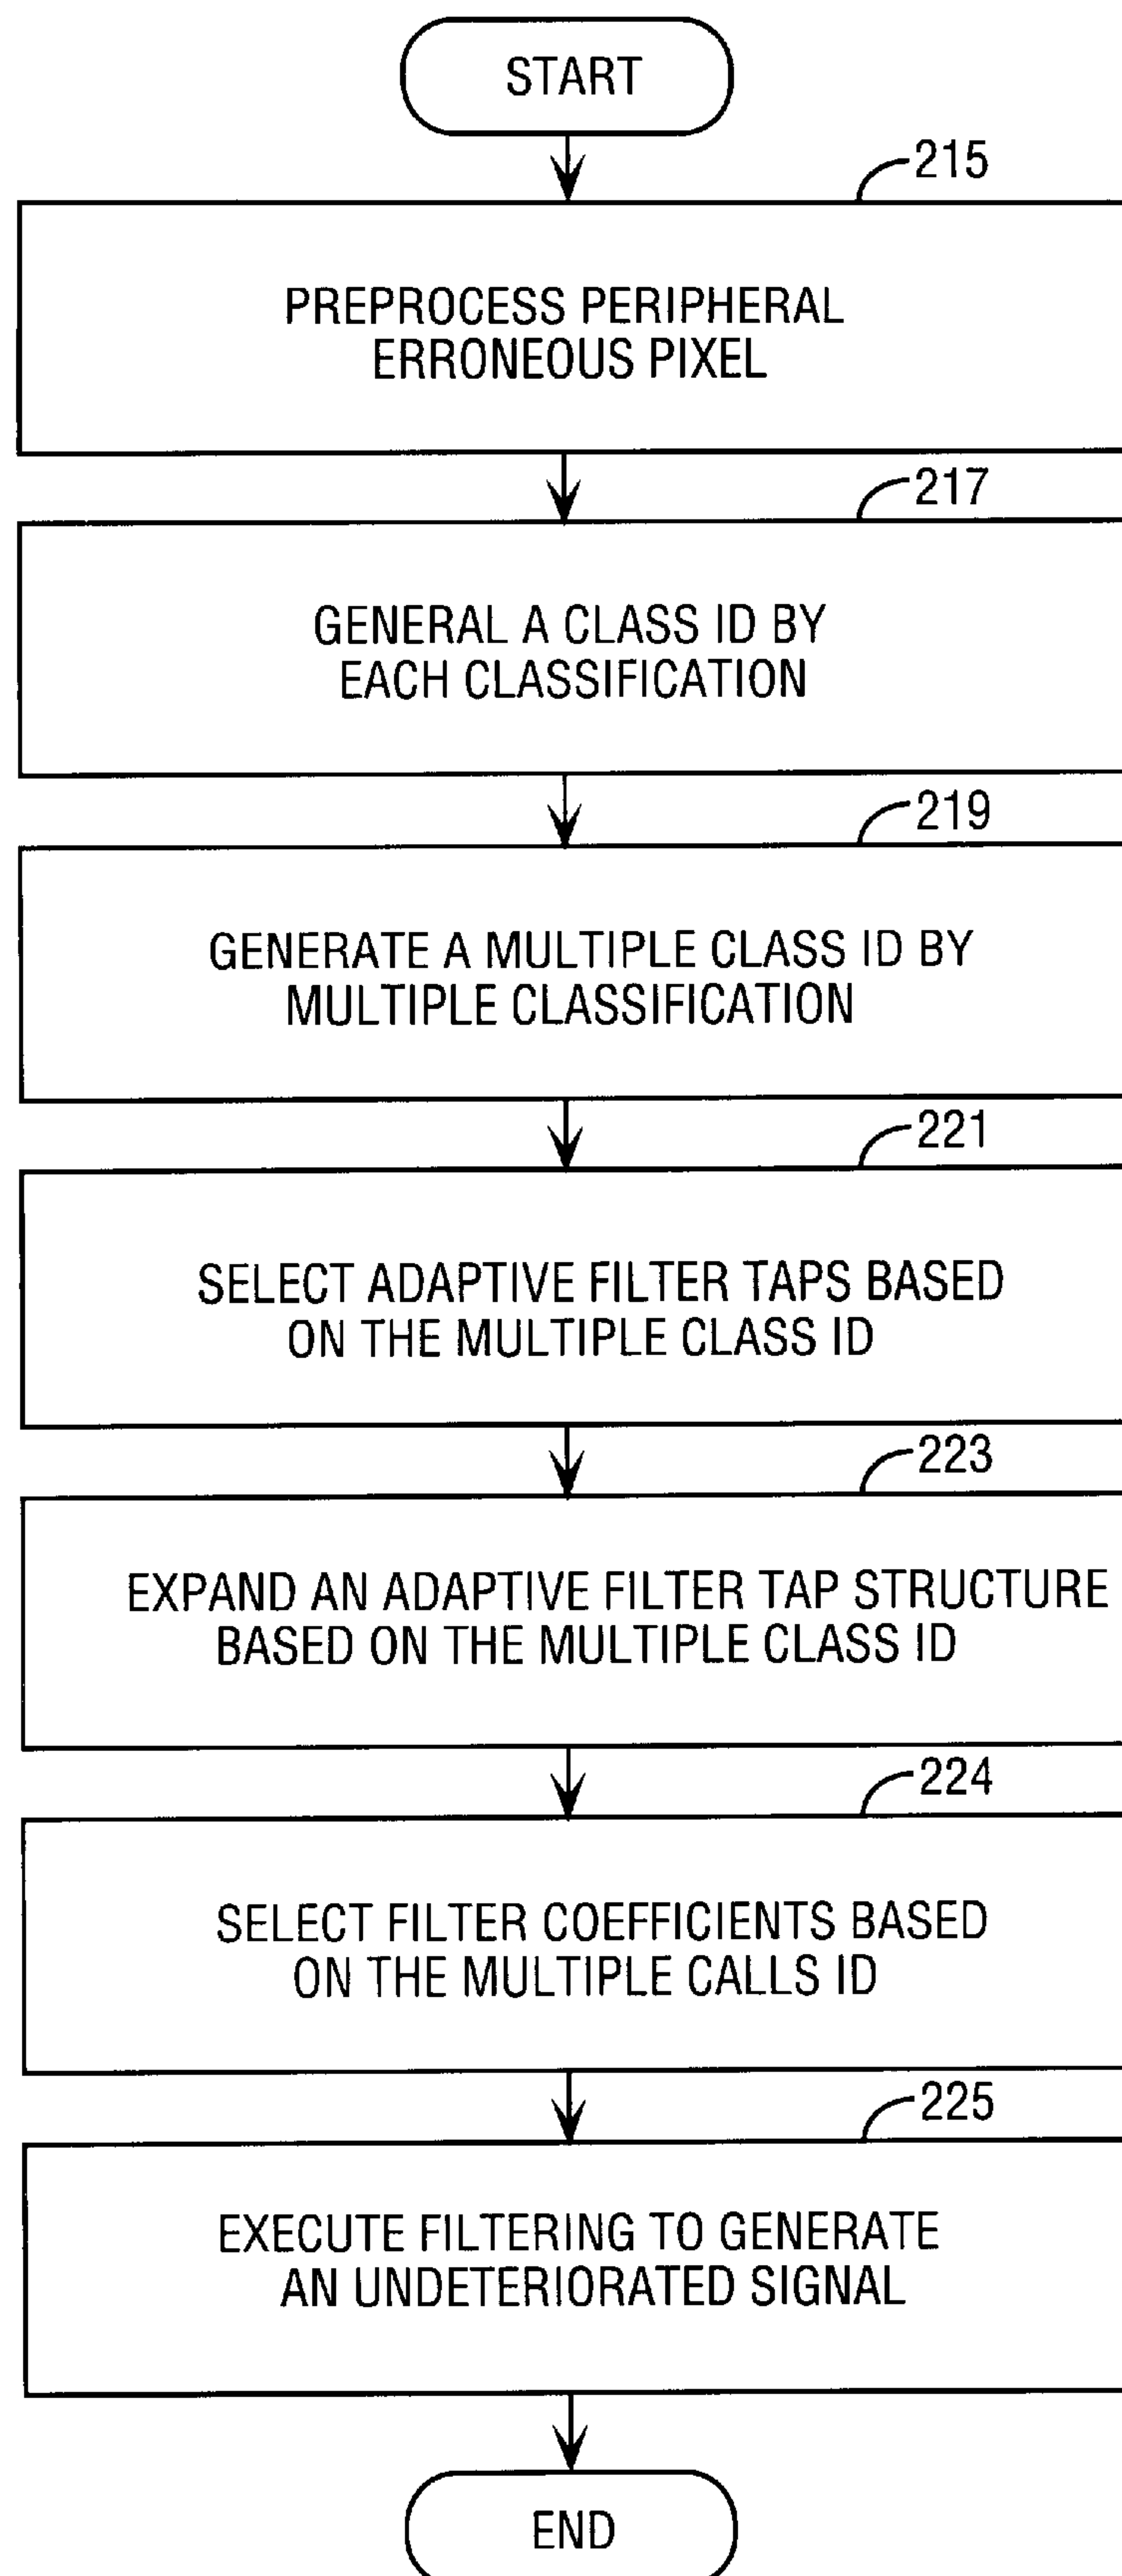 START
215
PREPROCESS PERIPHERAL
ERRONEOUS PIXEL
217
GENERAL A CLASS ID BY
EACH CLASSIFICATION
219
GENERATE A MULTIPLE CLASS ID BY
MULTIPLE CLASSIFICATION
221
SELECT ADAPTIVE FILTER TAPS BASED
ON THE MULTIPLE CLASS ID
223
EXPAND AN ADAPTIVE FILTER TAP STRUCTURE
BASED ON THE MULTIPLE CLASS ID
224
SELECT FILTER COEFFICIENTS BASED
ON THE MULTIPLE CALLS ID
225
EXECUTE FILTERING TO GENERATE
AN UNDETERIORATED SIGNAL
END